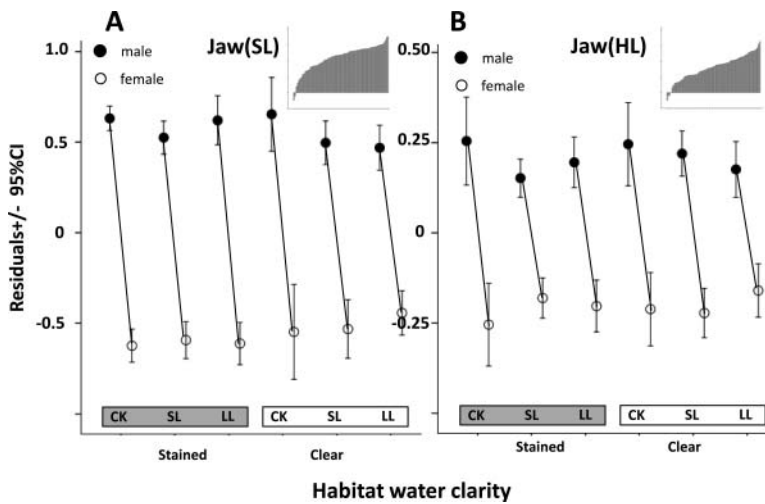 A B
Jaw(SL) Jaw(HL)
1.0 0.50
male male
female female
0.5 0.25
0 0
-0.5 -0.25
Residuals+/- 95%CI
CK SL LL CK SL LL CK SL LL CK SL LL
Stained Clear Stained Clear
Habitat water clarity